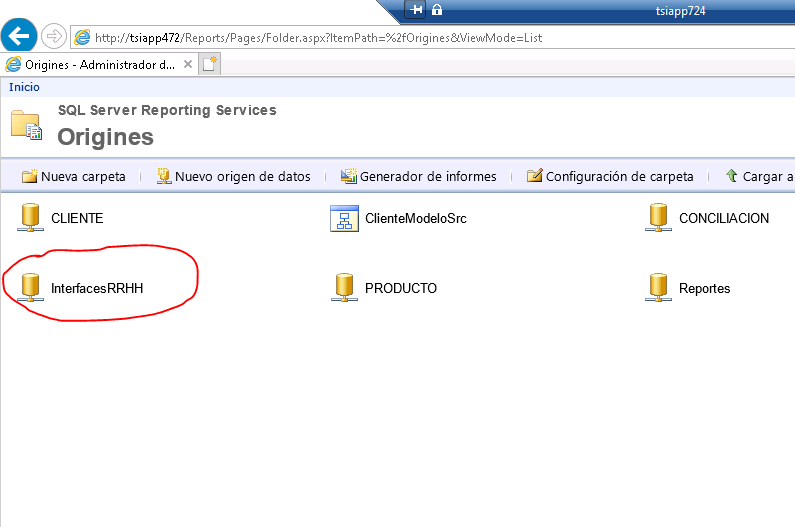 tsiapp724
http://tsiapp472/Reports/Pages/Folder.aspx?ItemPath=%2fOrigines&ViewMode=List
Origines - Administrador d...
Inicio
SQL Server Reporting Services
Origines
Nueva carpeta Nuevo origen de datos Generador de informes Configuración de carpeta Cargar a
CLIENTE ClienteModeloSrc CONCILIACION
InterfacesRRHH PRODUCTO Reportes